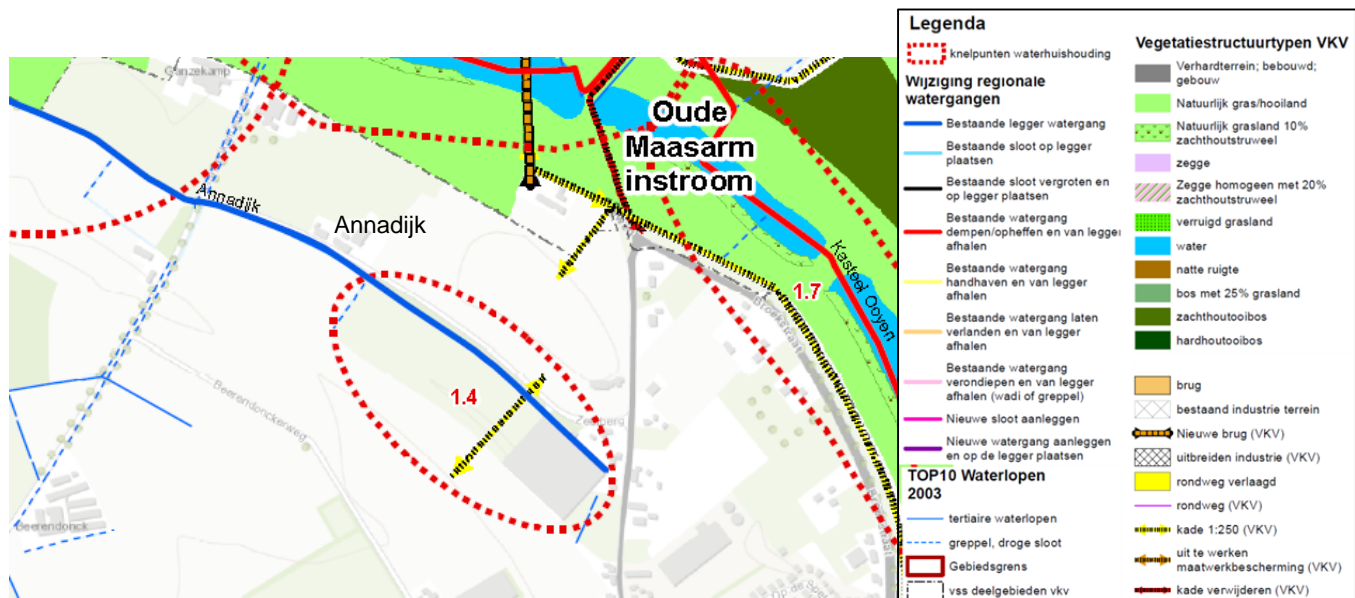 Ganzekamp
Oude
Maasarm
instroom
Annadijk
Annadijk
Kasteel Ooyen
1.7
Broekstraat
1.4
Zeelberg
Beerendonckerweg
Beerendonck
Legenda
knelpunten waterhuishouding
Wijziging regionale
watergangen
Bestaande legger watergang
Bestaande sloot op legger
plaatsen
Bestaande sloot vergroten en
op legger plaatsen
Bestaande watergang
dempen/opheffen en van legger
afhalen
Bestaande watergang
handhaven en van legger
afhalen
Bestaande watergang laten
verlanden en van legger
afhalen
Bestaande watergang
verondiepen en van legger
afhalen (wadi of greppel)
Nieuwe sloot aanleggen
Nieuwe watergang aanleggen
en op de legger plaatsen
TOP10 Waterlopen
2003
tertiaire waterlopen
greppel, droge sloot
Gebiedsgrens
vss deelgebieden vkv
Vegetatiestructuurtypen VKV
Verhardterrein; bebouwd;
gebouw
Natuurlijk gras/hooiland
Natuurlijk grasland 10%
zachthoutstruweel
zegge
Zegge homogeen met 20%
zachthoutstruweel
verruigd grasland
water
natte ruigte
bos met 25% grasland
zachthoutooibos
hardhoutooibos
brug
bestaand industrie terrein
Nieuwe brug (VKV)
uitbreiden industrie (VKV)
rondweg verlaagd
rondweg (VKV)
kade 1:250 (VKV)
uit te werken
maatwerkbescherming (VKV)
kade verwijderen (VKV)